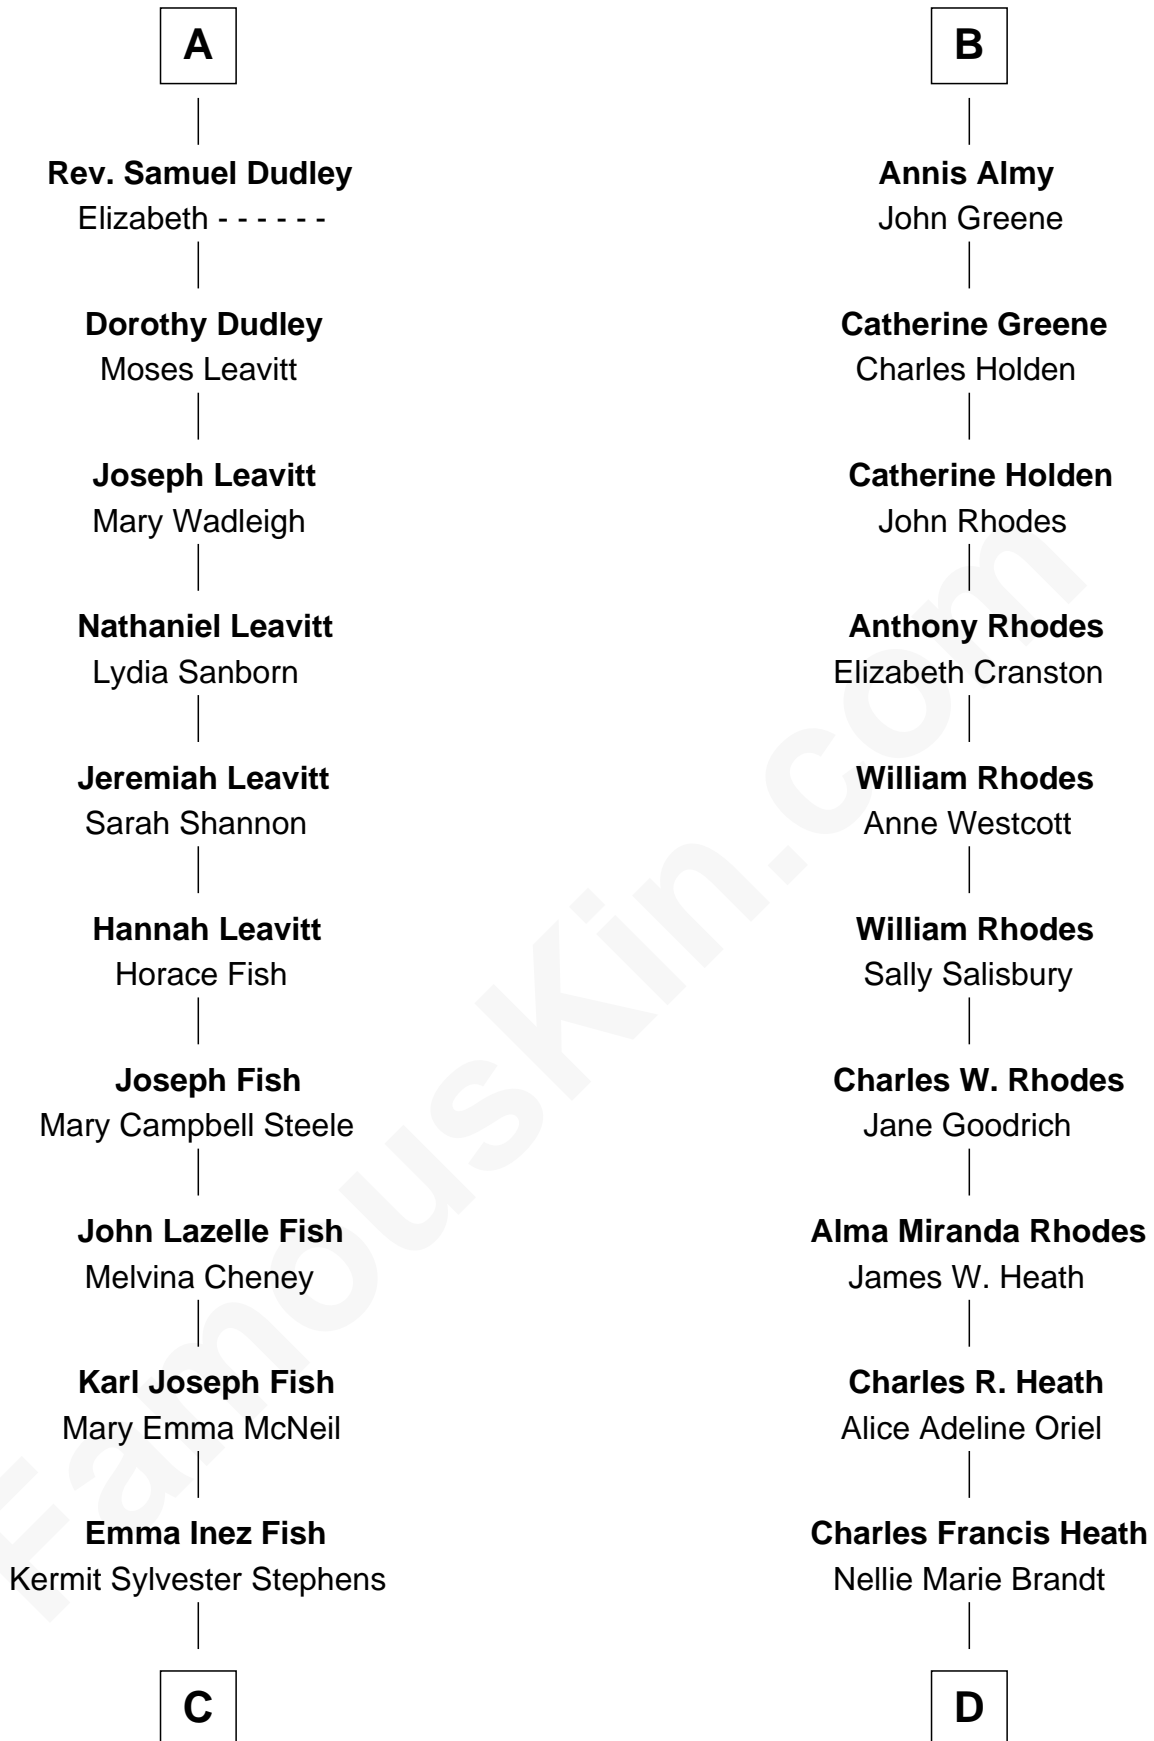 A
Rev. Samuel Dudley
Elizabeth - - - - - -
Dorothy Dudley
Moses Leavitt
Joseph Leavitt
Mary Wadleigh
Nathaniel Leavitt
Lydia Sanborn
Jeremiah Leavitt
Sarah Shannon
Hannah Leavitt
Horace Fish
Joseph Fish
Mary Campbell Steele
John Lazelle Fish
Melvina Cheney
Karl Joseph Fish
Mary Emma McNeil
Emma Inez Fish
Kermit Sylvester Stephens
C
B
Annis Almy
John Greene
Catherine Greene
Charles Holden
Catherine Holden
John Rhodes
Anthony Rhodes
Elizabeth Cranston
William Rhodes
Anne Westcott
William Rhodes
Sally Salisbury
Charles W. Rhodes
Jane Goodrich
Alma Miranda Rhodes
James W. Heath
Charles R. Heath
Alice Adeline Oriel
Charles Francis Heath
Nellie Marie Brandt
D
FamousKin.com